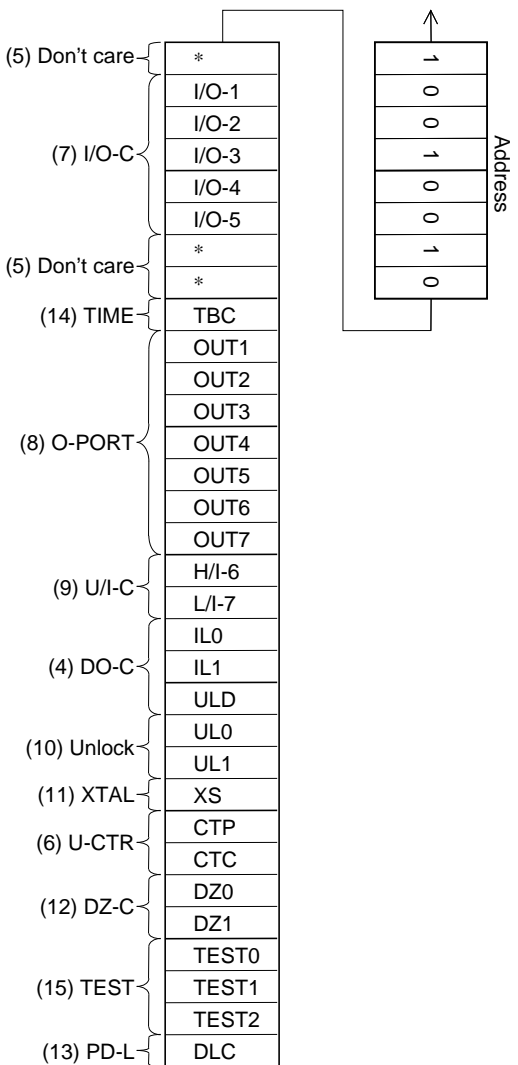 (5) Don't care
*
(7) I/O-C
I/O-1
I/O-2
I/O-3
I/O-4
I/O-5
(5) Don't care
*
*
(14) TIME
TBC
(8) O-PORT
OUT1
OUT2
OUT3
OUT4
OUT5
OUT6
OUT7
(9) U/I-C
H/I-6
L/I-7
(4) DO-C
IL0
IL1
ULD
(10) Unlock
UL0
UL1
(11) XTAL
XS
(6) U-CTR
CTP
CTC
(12) DZ-C
DZ0
DZ1
(15) TEST
TEST0
TEST1
TEST2
(13) PD-L
DLC
1
0
0
1
0
0
1
0
Address